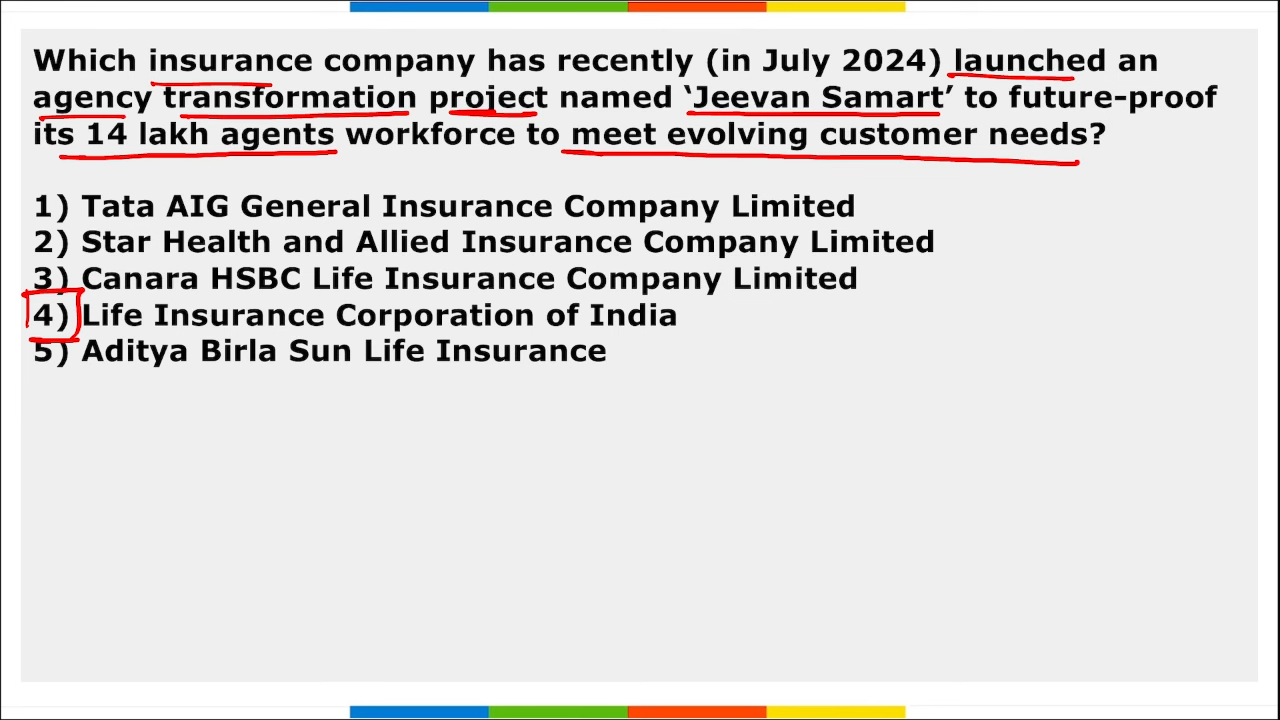 Which insurance company has recently (in July 2024) launched an
agency transformation project named ‘Jeevan Samart’ to future-proof
its 14 lakh agents workforce to meet evolving customer needs?
1) Tata AIG General Insurance Company Limited
2) Star Health and Allied Insurance Company Limited
3) Canara HSBC Life Insurance Company Limited
4) Life Insurance Corporation of India
5) Aditya Birla Sun Life Insurance